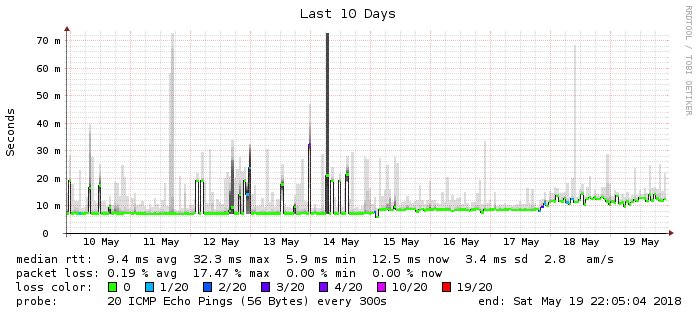 Last 10 Days
RRDTOOL / TOBI OETIKER
Seconds
70 m
60 m
50 m
40 m
30 m
20 m
10 m
0
10 May 11 May 12 May 13 May 14 May 15 May 16 May 17 May 18 May 19 May
median rtt: 9.4 ms avg 32.3 ms max 5.9 ms min 12.5 ms now 3.4 ms sd 2.8 am/s
packet loss: 0.19 % avg 17.47 % max 0.00 % min 0.00 % now
loss color: 0 1/20 2/20 3/20 4/20 10/20 19/20
probe: 20 ICMP Echo Pings (56 Bytes) every 300s end: Sat May 19 22:05:04 2018